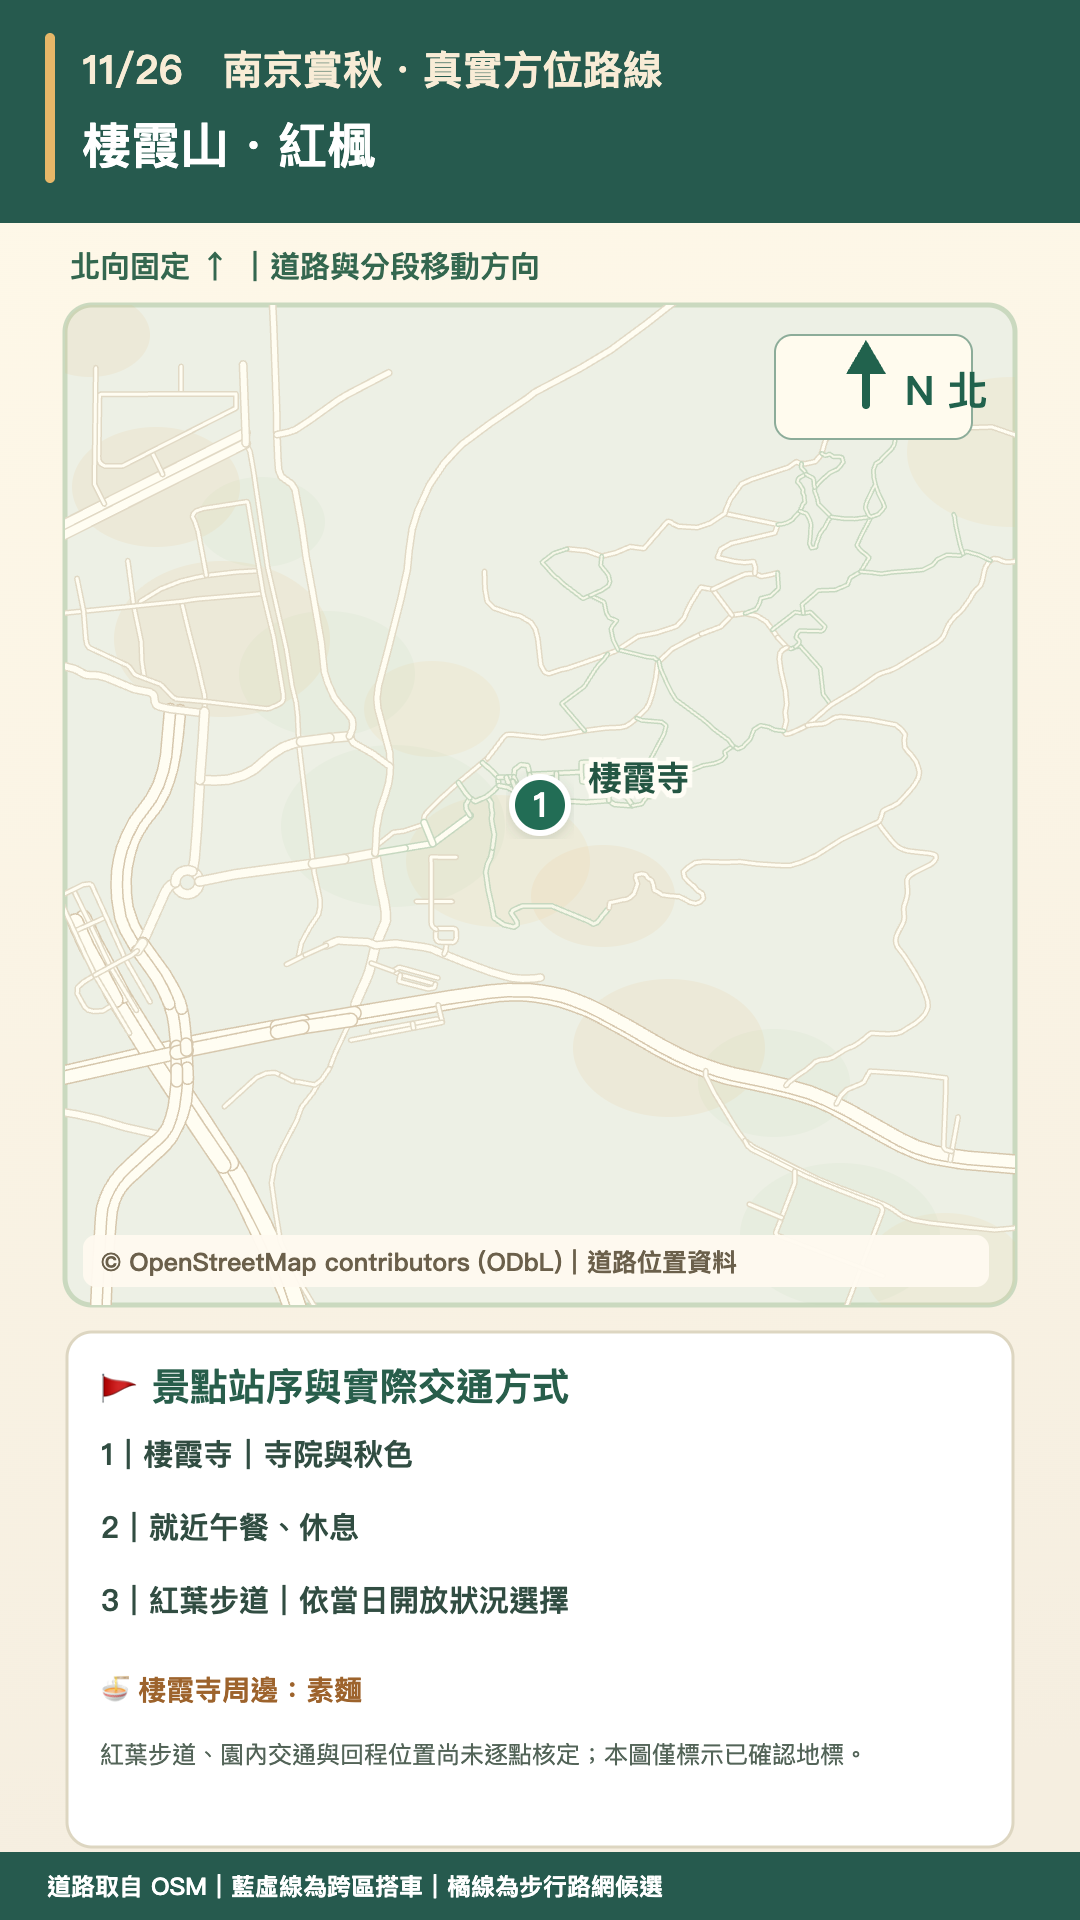 11/26 南京賞秋·真實方位路線
棲霞山·紅楓
北向固定 ↑ ｜道路與分段移動方向
N 北
棲霞寺
1
© OpenStreetMap contributors (ODbL)｜道路位置資料
景點站序與實際交通方式
1｜棲霞寺｜寺院與秋色
2｜就近午餐、休息
3｜紅葉步道｜依當日開放狀況選擇
棲霞寺周邊：素麵
紅葉步道、園內交通與回程位置尚未逐點核定；本圖僅標示已確認地標。
道路取自 OSM｜藍虛線為跨區搭車｜橘線為步行路網候選